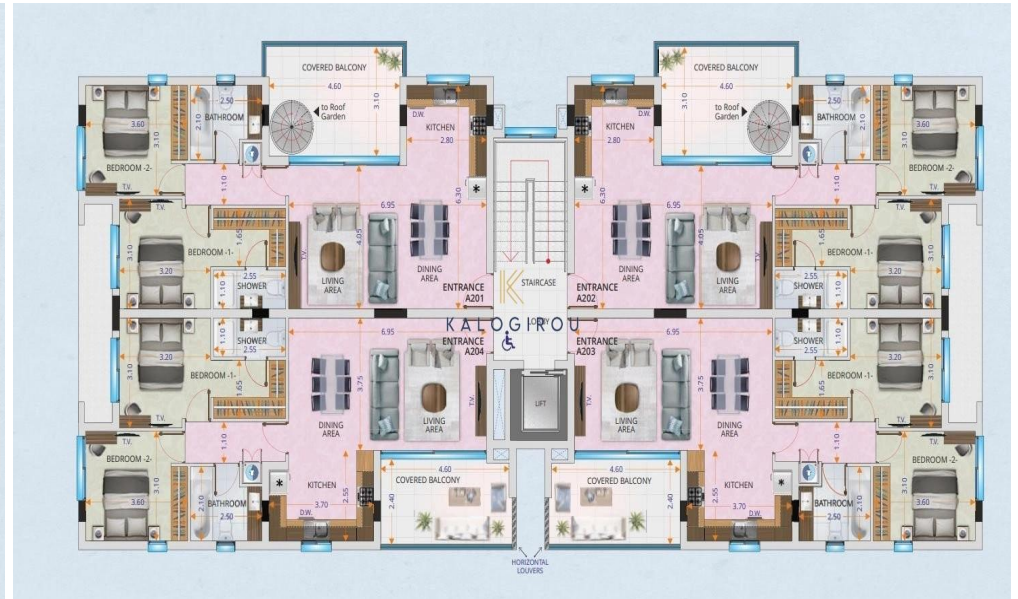 COVERED BALCONY
4.60
3.10
to Roof
Garden
2.50
BATHROOM
2.10
3.60
3.10
BEDROOM -2-
T.V.
D.W.
KITCHEN
2.80
1.10
6.30
COVERED BALCONY
4.60
3.10
to Roof
Garden
2.50
BATHROOM
2.10
3.60
3.10
BEDROOM -2-
T.V.
D.W.
KITCHEN
2.80
1.10
6.30
T.V.
3.10
3.20
BEDROOM -1-
1.65
2.55
1.10
SHOWER
T.V.
6.95
4.05
LIVING
AREA
DINING
AREA
ENTRANCE
A201
STAIRCASE
ENTRANCE
A202
DINING
AREA
6.95
4.05
LIVING
AREA
T.V.
T.V.
3.10
3.20
BEDROOM -1-
1.65
2.55
1.10
SHOWER
LOBBY
KALOGIROU
1.10
SHOWER
2.55
3.20
3.10
BEDROOM -1-
1.65
T.V.
6.95
3.75
DINING
AREA
LIVING
AREA
T.V.
ENTRANCE
A204
LIFT
ENTRANCE
A203
T.V.
LIVING
AREA
6.95
3.75
DINING
AREA
1.10
SHOWER
2.55
3.20
3.10
BEDROOM -1-
1.65
T.V.
T.V.
BEDROOM -2-
3.10
3.60
1.10
2.10
BATHROOM
2.50
KITCHEN
2.55
3.70
D.W.
4.60
COVERED BALCONY
2.40
4.60
COVERED BALCONY
2.40
KITCHEN
2.55
3.70
D.W.
1.10
2.10
BATHROOM
2.50
T.V.
BEDROOM -2-
3.10
3.60
HORIZONTAL
LOUVERS